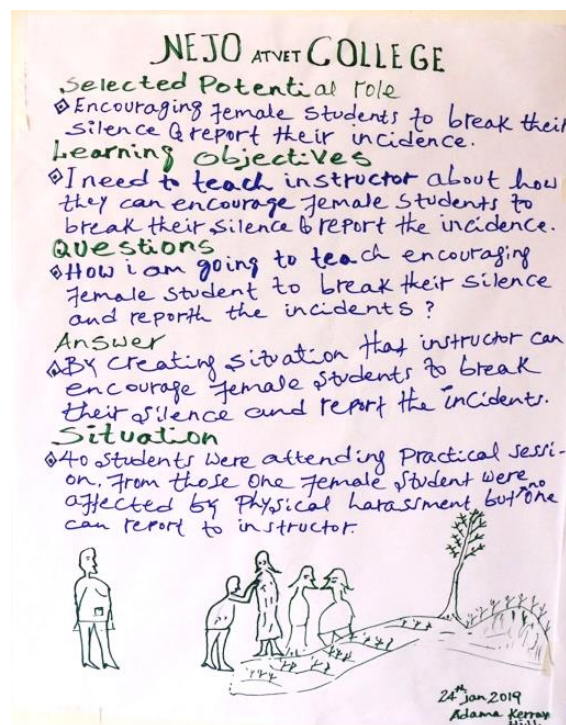 NEJO ATVET COLLEGE
Selected Potential role
Encouraging female students to break their
silence & report their incidence.
Learning Objectives
I need to teach instructor about how
they can encourage female students to
break their silence & report the incidence.
Questions
How i am going to teach encouraging
female student to break their silence
and reporth the incidents ?
Answer
By creating situation that instructor can
encourage female students to break
their silence and report the incidents.
Situation
40 students were attending Practical sessi-
on, from those one female student were
affected by Physical harassment but no one
can report to instructor.
24th jan 2019
Adama Kerray